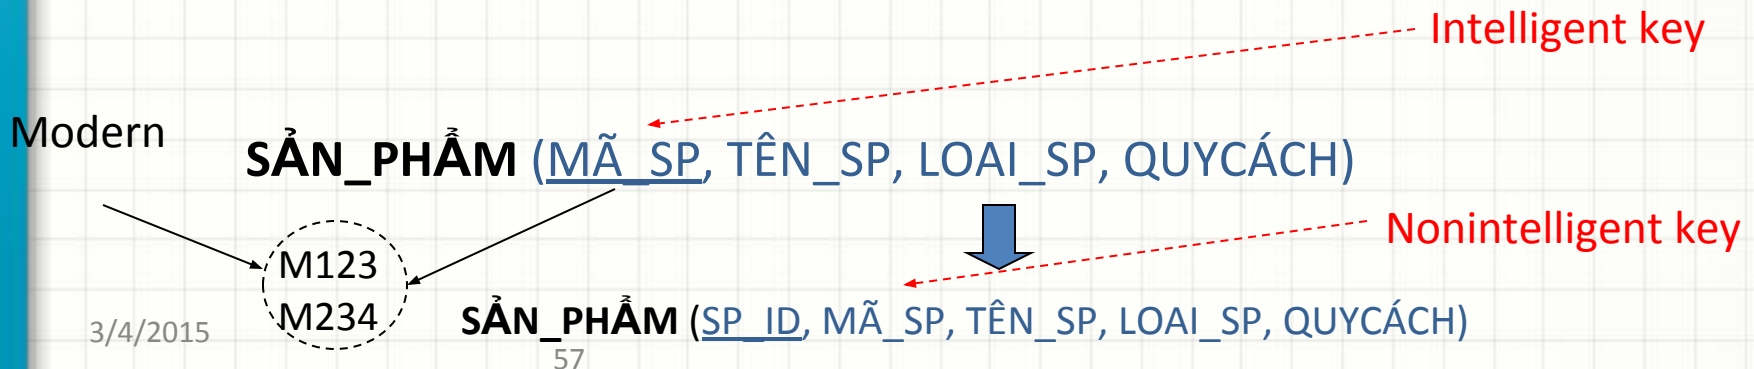 Intelligent key
Modern
SẢN_PHẨM (MÃ_SP, TÊN_SP, LOAI_SP, QUYCÁCH)
Nonintelligent key
M123
M234
SẢN_PHẨM (SP_ID, MÃ_SP, TÊN_SP, LOAI_SP, QUYCÁCH)
3/4/2015
57